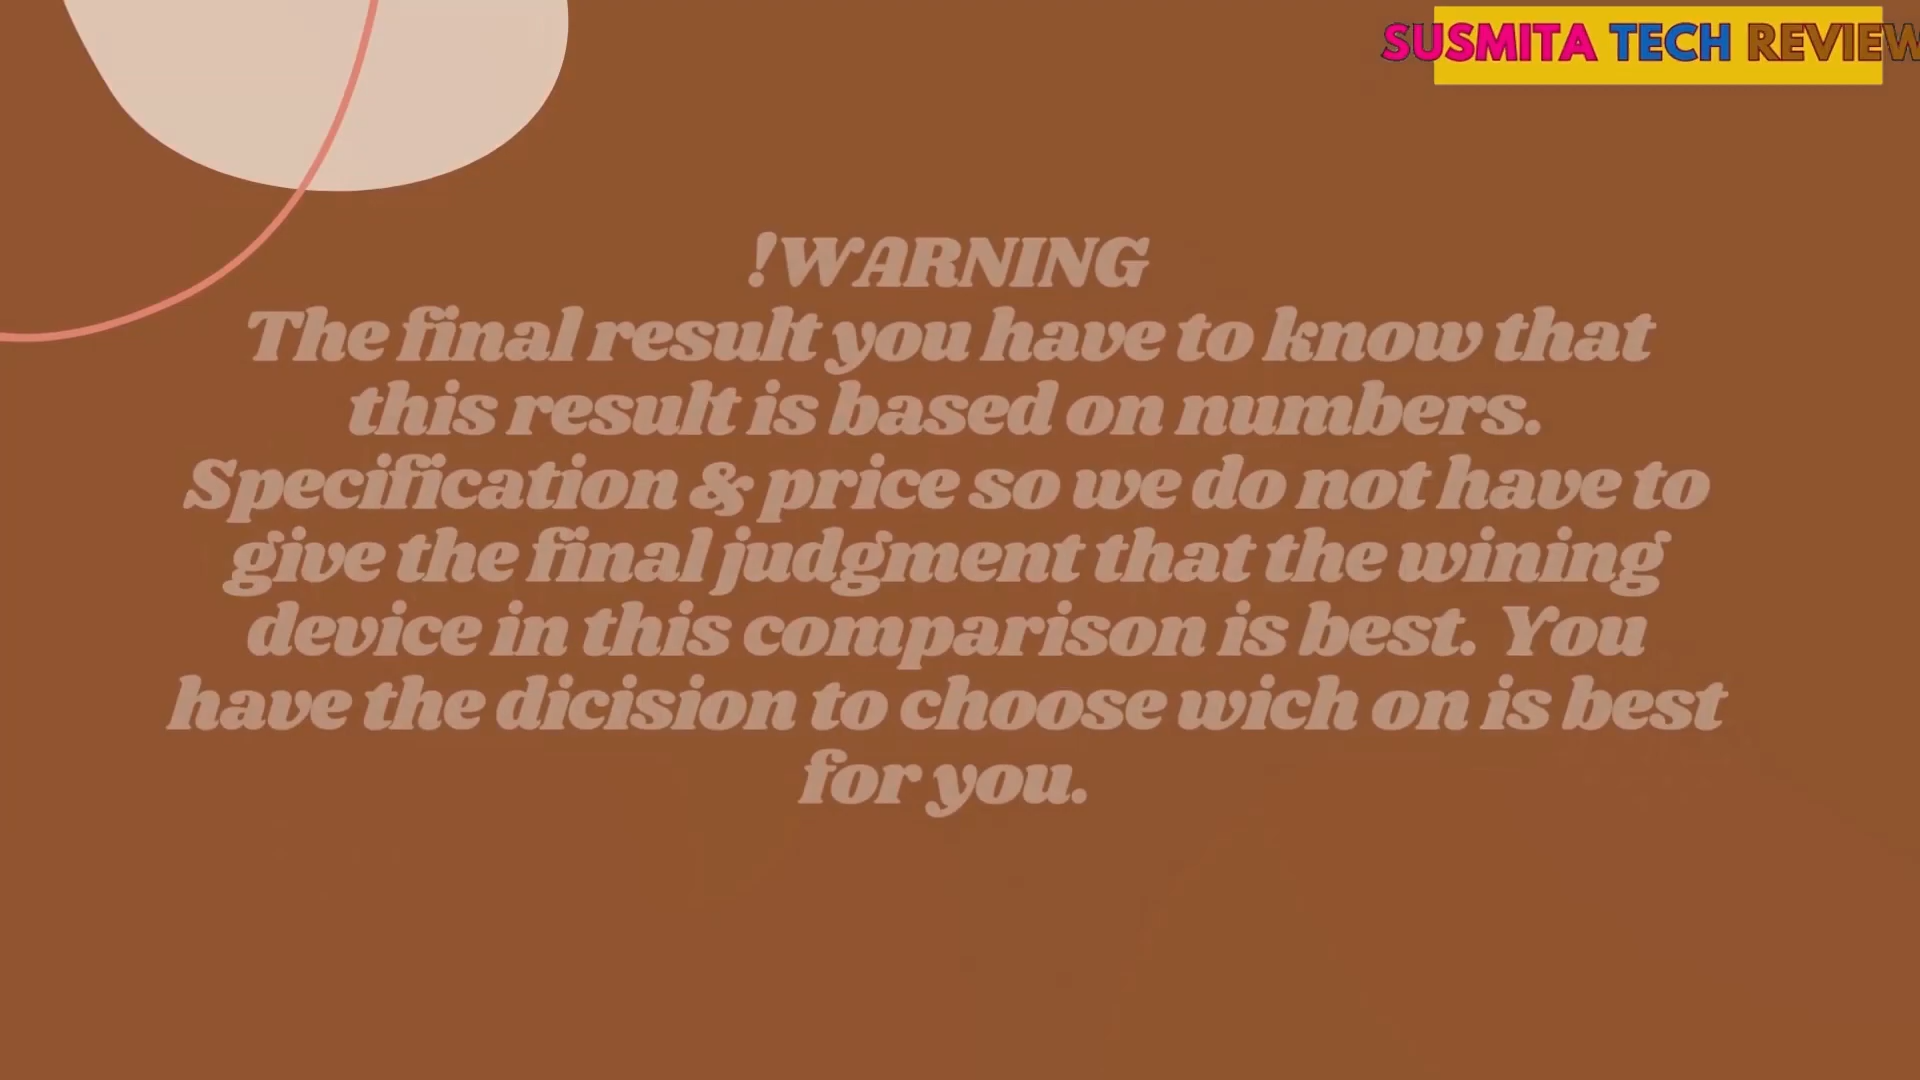 SUSMITA TECH REVIEW
!WARNING
The final result you have to know that
this result is based on numbers.
Specification & price so we do not have to
give the final judgment that the wining
device in this comparison is best. You
have the dicision to choose wich on is best
for you.